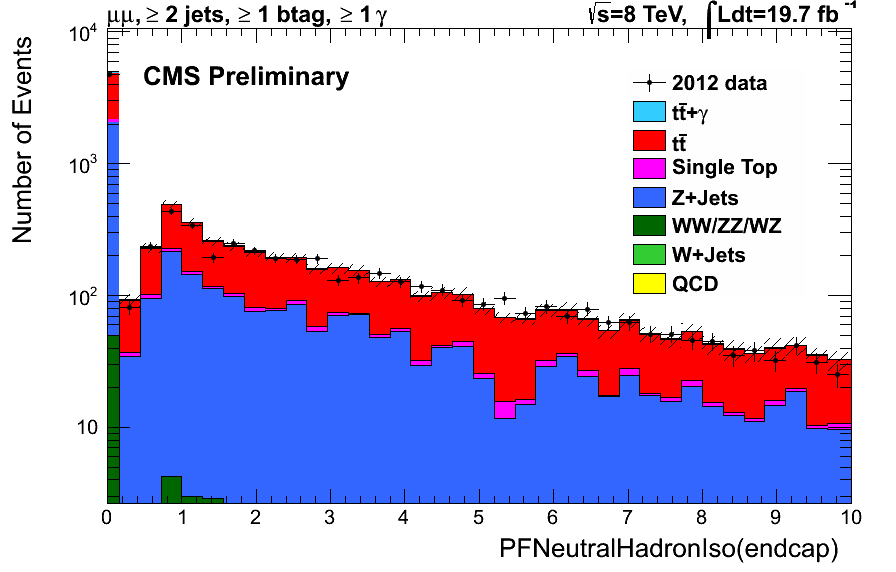 μμ, ≥ 2 jets, ≥ 1 btag, ≥ 1 γ
√s=8 TeV, ∫Ldt=19.7 fb⁻¹
CMS Preliminary
2012 data
tt̄+γ
tt̄
Single Top
Z+Jets
WW/ZZ/WZ
W+Jets
QCD
Number of Events
10⁴
10³
10²
10
0 1 2 3 4 5 6 7 8 9 10
PFNeutralHadronIso(endcap)